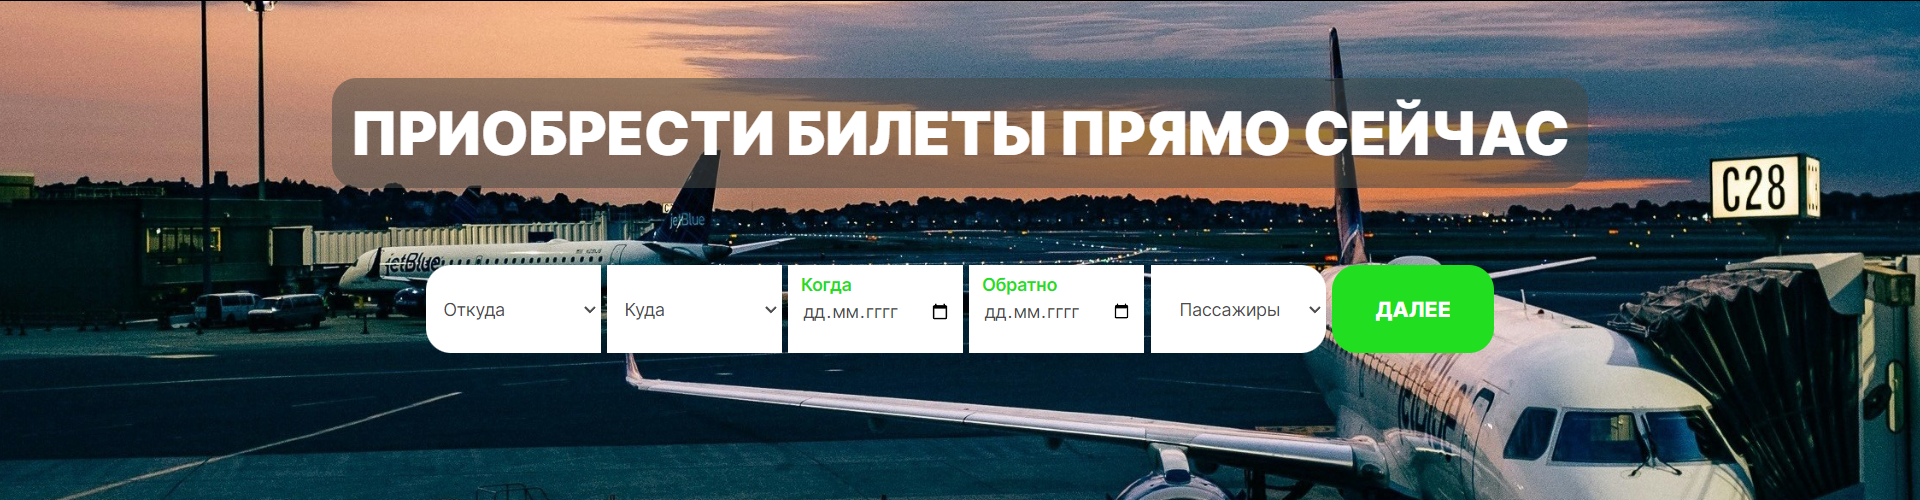 ПРИОБРЕСТИ БИЛЕТЫ ПРЯМО СЕЙЧАС
C28
jetBlue
jetBlue
Откуда
Куда
Когда
дд.мм.гггг
Обратно
дд.мм.гггг
Пассажиры
ДАЛЕЕ
jetBlue